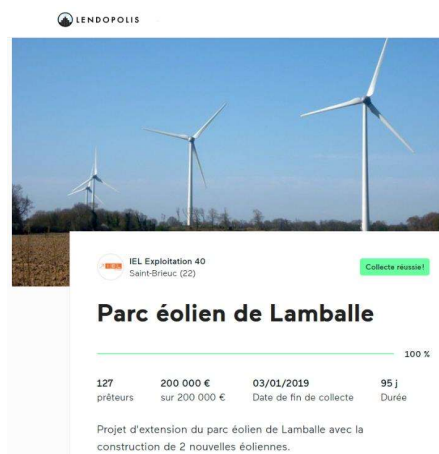 LENDOPOLIS
IEL Exploitation 40
Saint-Brieuc (22)
Collecte réussie!
Parc éolien de Lamballe
100 %
127 200 000 € 03/01/2019 95 j
prêteurs sur 200 000 € Date de fin de collecte Durée
Projet d'extension du parc éolien de Lamballe avec la
construction de 2 nouvelles éoliennes.